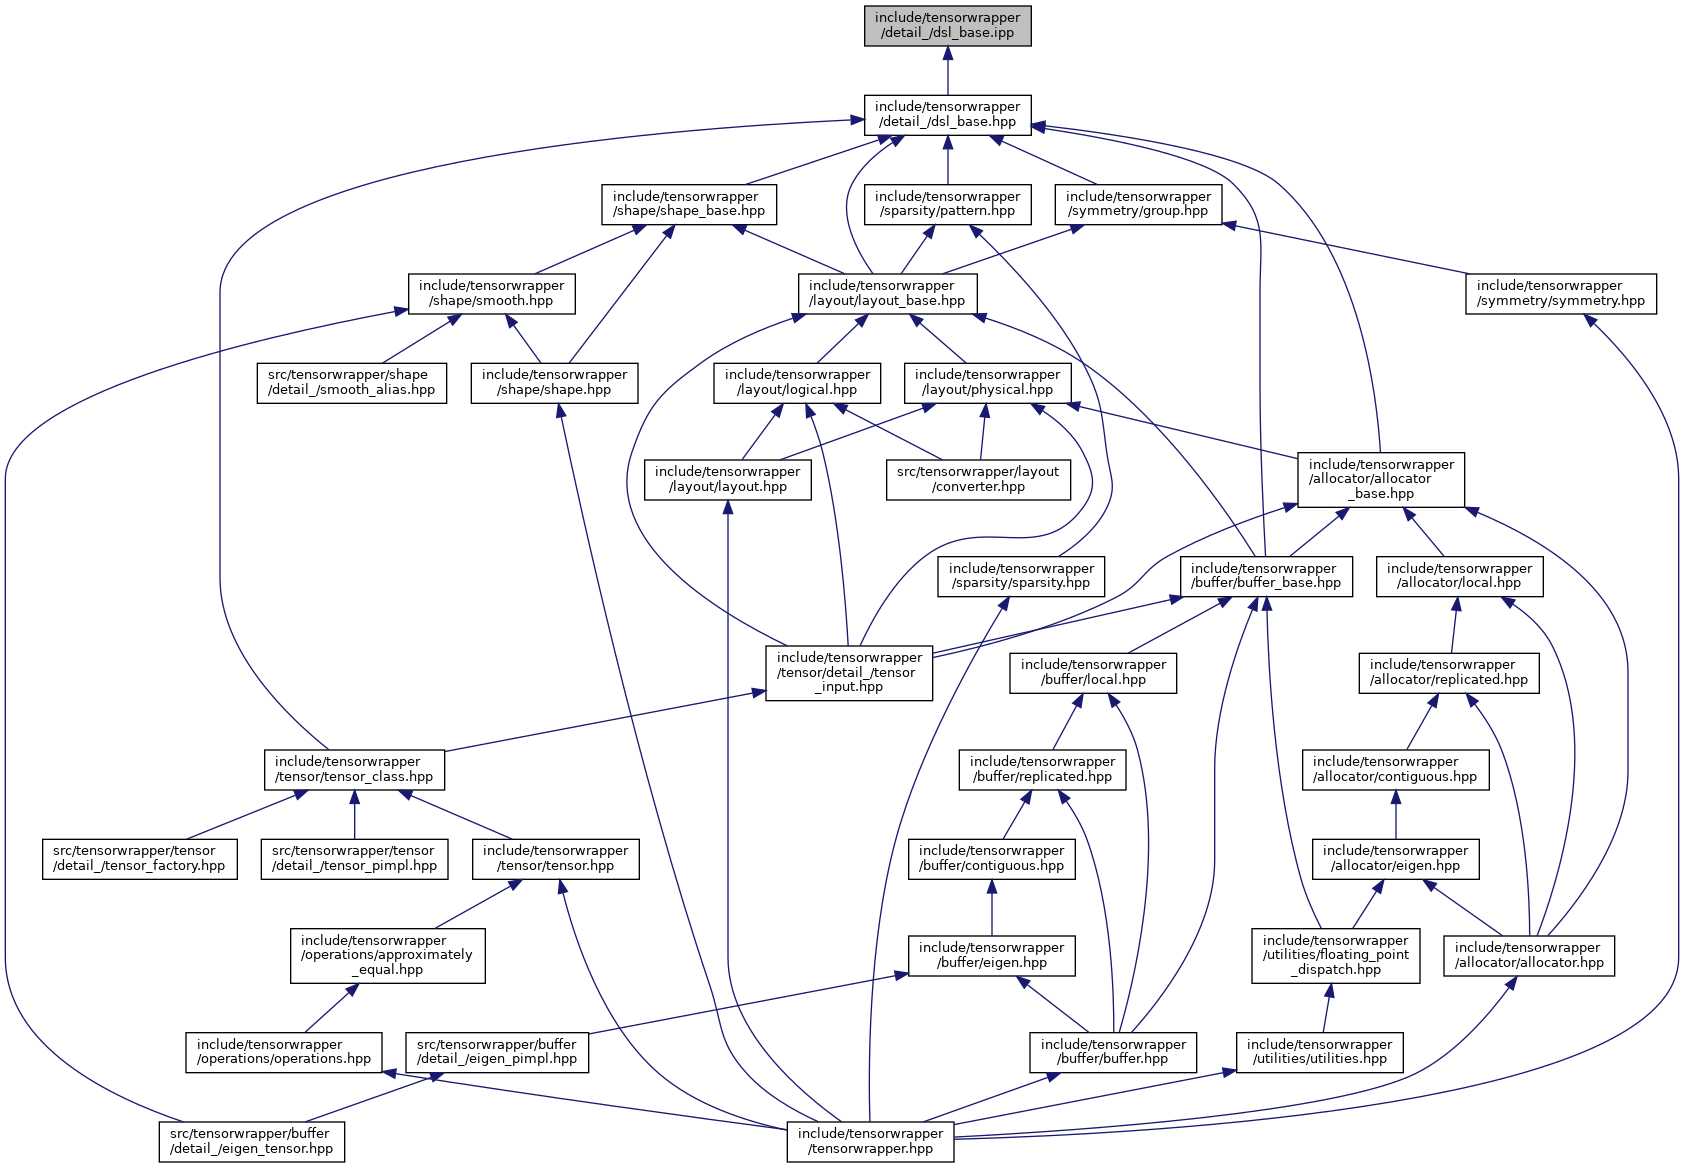 include/tensorwrapper
/detail_/dsl_base.ipp
include/tensorwrapper
/detail_/dsl_base.hpp
include/tensorwrapper
/shape/shape_base.hpp
include/tensorwrapper
/sparsity/pattern.hpp
include/tensorwrapper
/symmetry/group.hpp
include/tensorwrapper
/shape/smooth.hpp
include/tensorwrapper
/layout/layout_base.hpp
include/tensorwrapper
/symmetry/symmetry.hpp
src/tensorwrapper/shape
/detail_/smooth_alias.hpp
include/tensorwrapper
/shape/shape.hpp
include/tensorwrapper
/layout/logical.hpp
include/tensorwrapper
/layout/physical.hpp
include/tensorwrapper
/layout/layout.hpp
src/tensorwrapper/layout
/converter.hpp
include/tensorwrapper
/allocator/allocator
_base.hpp
include/tensorwrapper
/sparsity/sparsity.hpp
include/tensorwrapper
/buffer/buffer_base.hpp
include/tensorwrapper
/allocator/local.hpp
include/tensorwrapper
/tensor/detail_/tensor
_input.hpp
include/tensorwrapper
/buffer/local.hpp
include/tensorwrapper
/allocator/replicated.hpp
include/tensorwrapper
/tensor/tensor_class.hpp
include/tensorwrapper
/buffer/replicated.hpp
include/tensorwrapper
/allocator/contiguous.hpp
src/tensorwrapper/tensor
/detail_/tensor_factory.hpp
src/tensorwrapper/tensor
/detail_/tensor_pimpl.hpp
include/tensorwrapper
/tensor/tensor.hpp
include/tensorwrapper
/buffer/contiguous.hpp
include/tensorwrapper
/allocator/eigen.hpp
include/tensorwrapper
/operations/approximately
_equal.hpp
include/tensorwrapper
/buffer/eigen.hpp
include/tensorwrapper
/utilities/floating_point
_dispatch.hpp
include/tensorwrapper
/allocator/allocator.hpp
include/tensorwrapper
/operations/operations.hpp
src/tensorwrapper/buffer
/detail_/eigen_pimpl.hpp
include/tensorwrapper
/buffer/buffer.hpp
include/tensorwrapper
/utilities/utilities.hpp
src/tensorwrapper/buffer
/detail_/eigen_tensor.hpp
include/tensorwrapper
/tensorwrapper.hpp